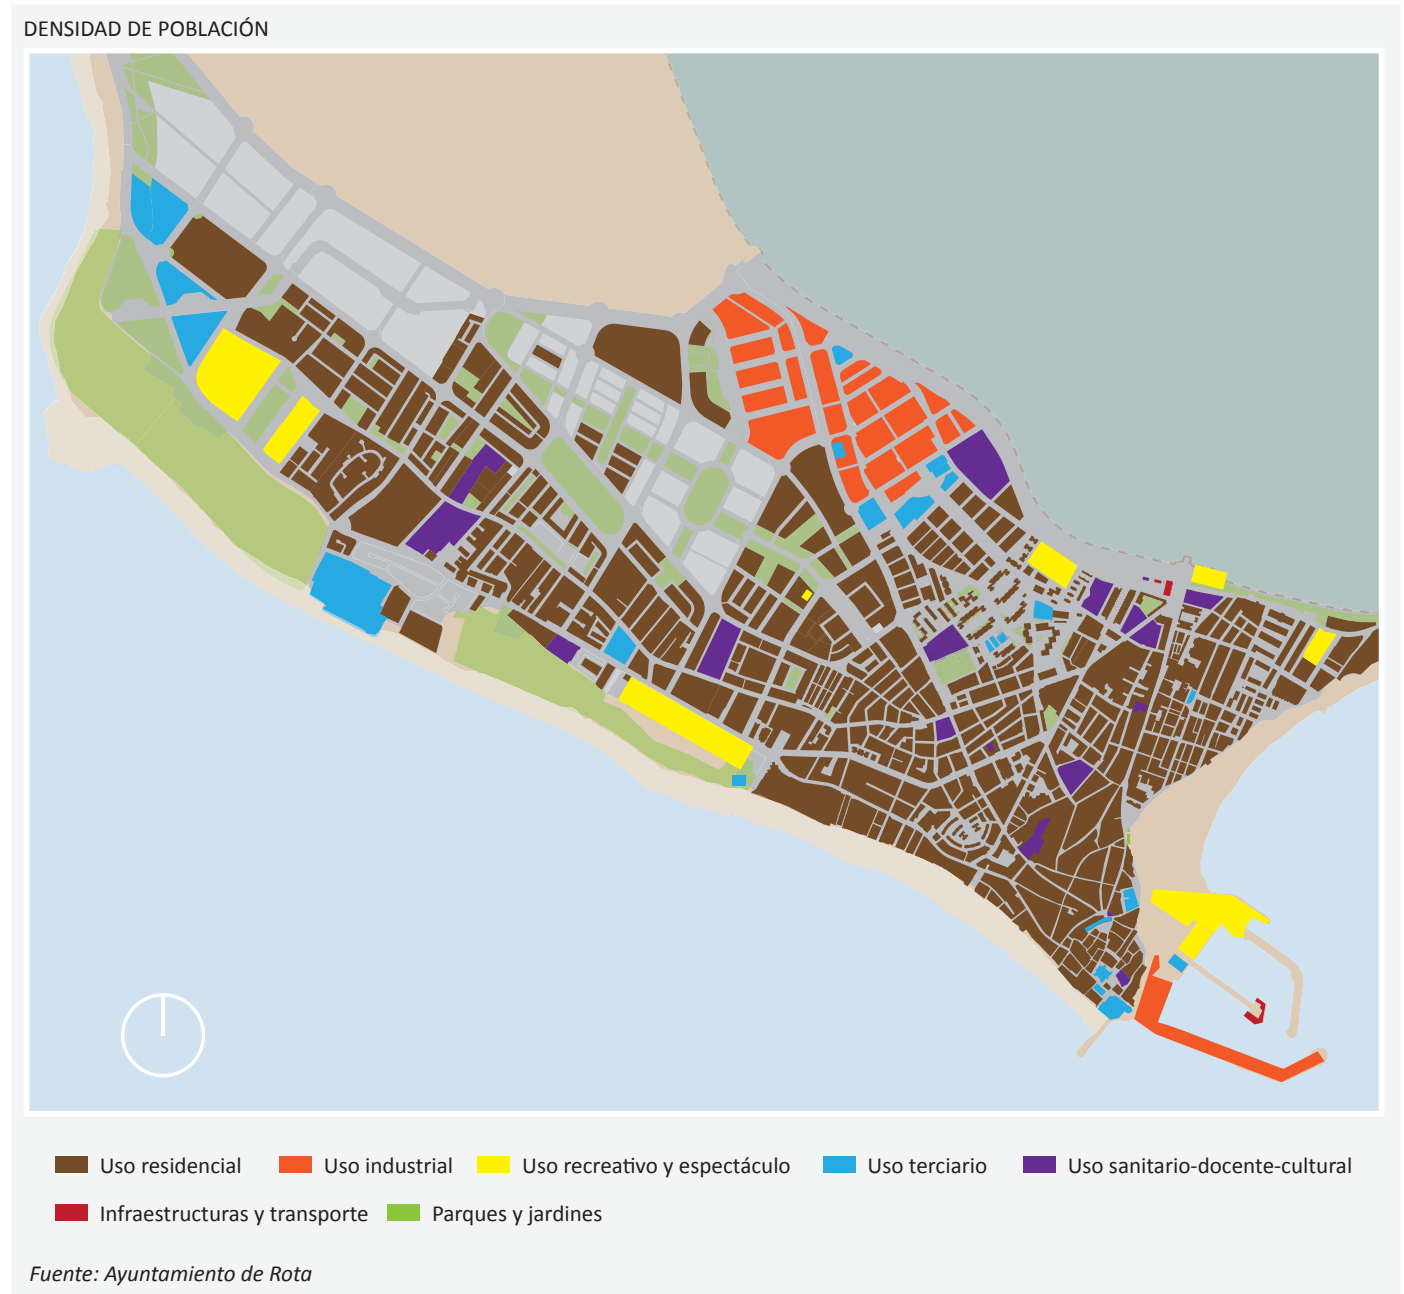 DENSIDAD DE POBLACIÓN
Uso residencial Uso industrial Uso recreativo y espectáculo Uso terciario Uso sanitario-docente-cultural
Infraestructuras y transporte Parques y jardines
Fuente: Ayuntamiento de Rota